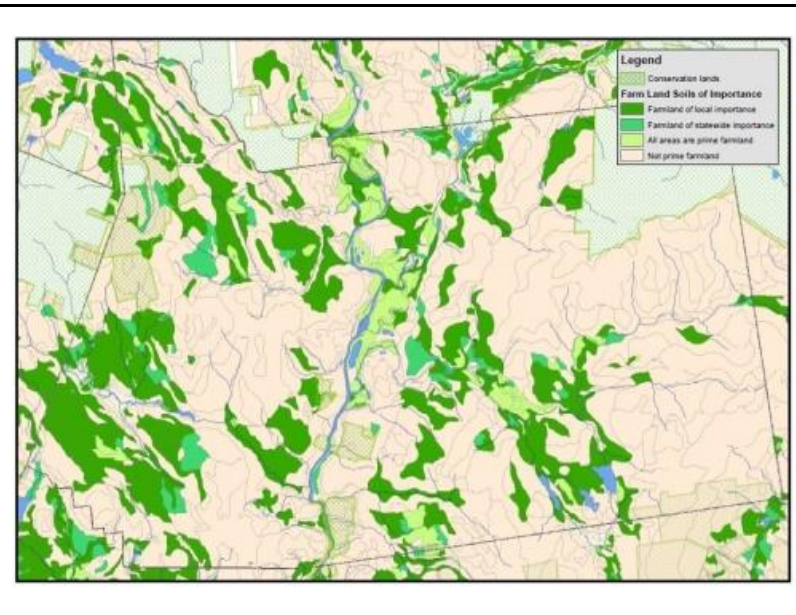 Legend
Conservation lands
Farm Land Soils of Importance
Farmland of local importance
Farmland of statewide importance
All areas are prime farmland
Not prime farmland